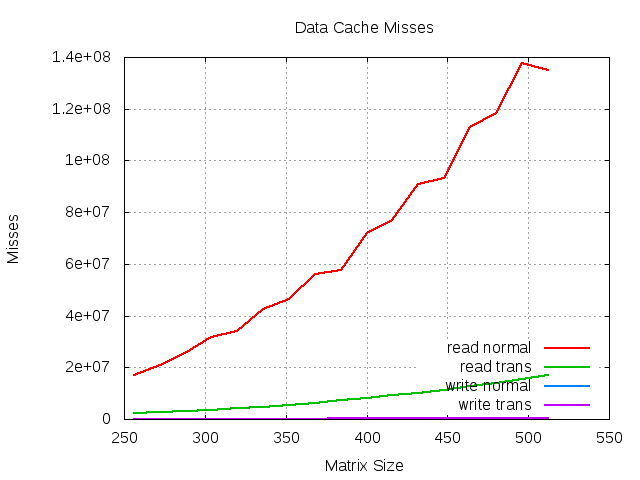 Data Cache Misses
1.4e+08
1.2e+08
1e+08
8e+07
6e+07
4e+07
2e+07
0
Misses
read normal
read trans
write normal
write trans
250 300 350 400 450 500 550
Matrix Size